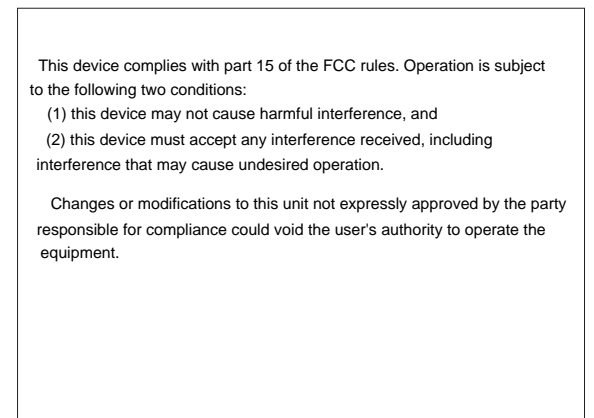 This device complies with part 15 of the FCC rules. Operation is subject
to the following two conditions:
(1) this device may not cause harmful interference, and
(2) this device must accept any interference received, including
interference that may cause undesired operation.
Changes or modifications to this unit not expressly approved by the party
responsible for compliance could void the user's authority to operate the
equipment.